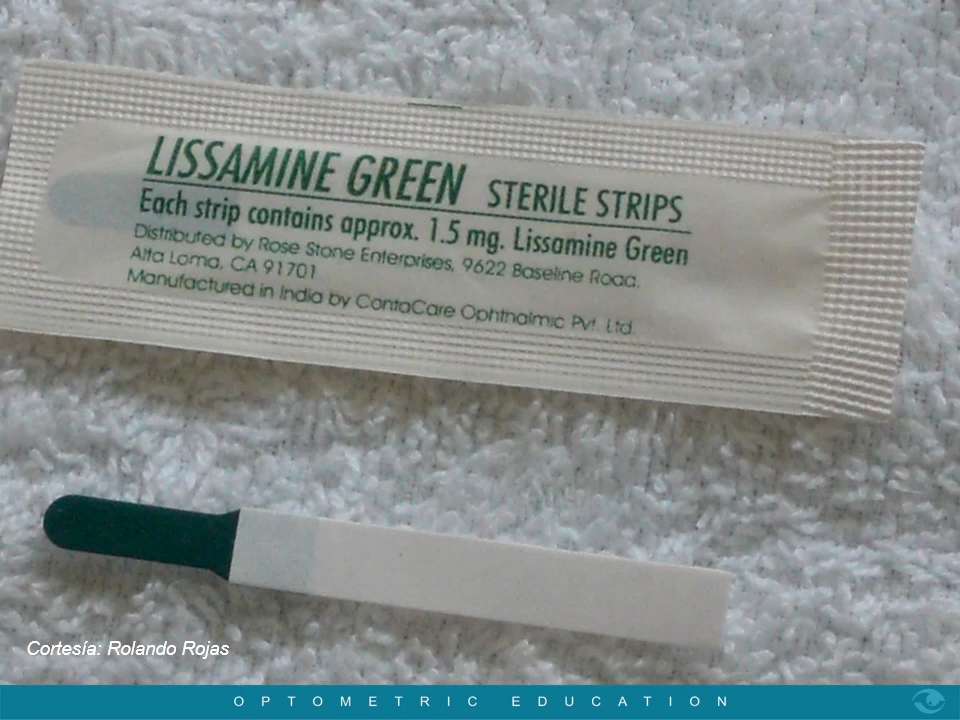 LISSAMINE GREEN STERILE STRIPS
Each strip contains approx. 1.5 mg. Lissamine Green
Distributed by Rose Stone Enterprises, 9622 Baseline Road,
Alta Loma, CA 91701
Manufactured in India by ContaCare Ophthalmic Pvt. Ltd.
Cortesía: Rolando Rojas
OPTOMETRIC EDUCATION